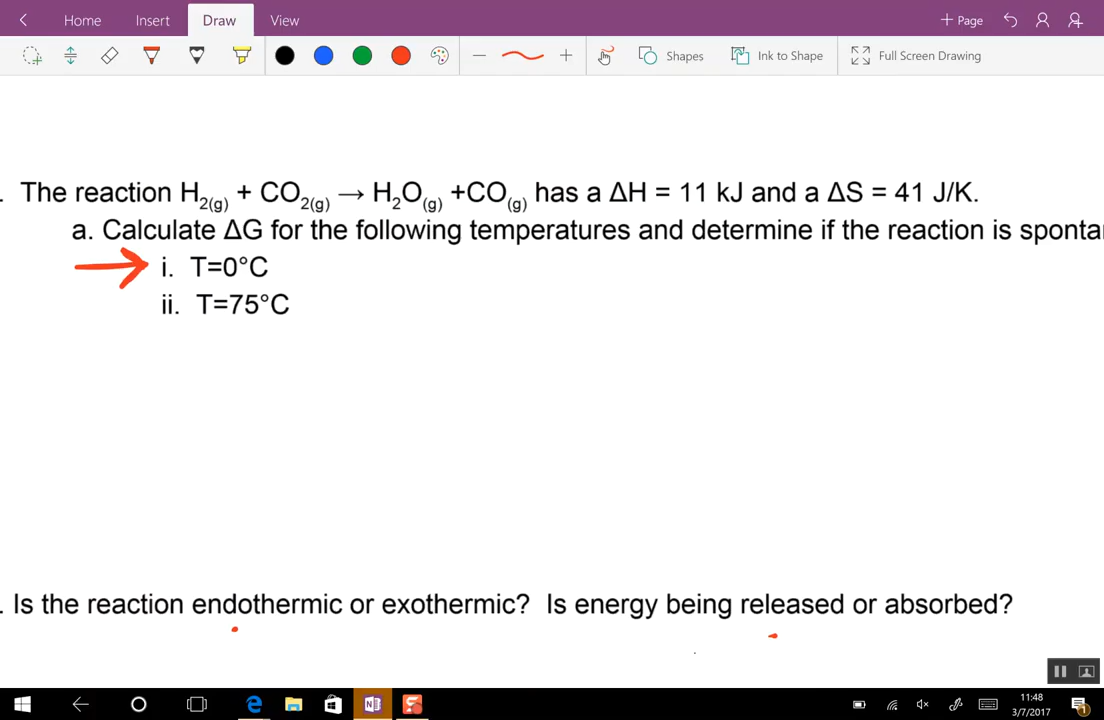 Home Insert Draw View + Page
Shapes Ink to Shape Full Screen Drawing
. The reaction H2(g) + CO2(g) → H2O(g) +CO(g) has a ΔH = 11 kJ and a ΔS = 41 J/K.
a. Calculate ΔG for the following temperatures and determine if the reaction is sponta
i. T=0°C
ii. T=75°C
. Is the reaction endothermic or exothermic? Is energy being released or absorbed?
11:48
3/7/2017
1